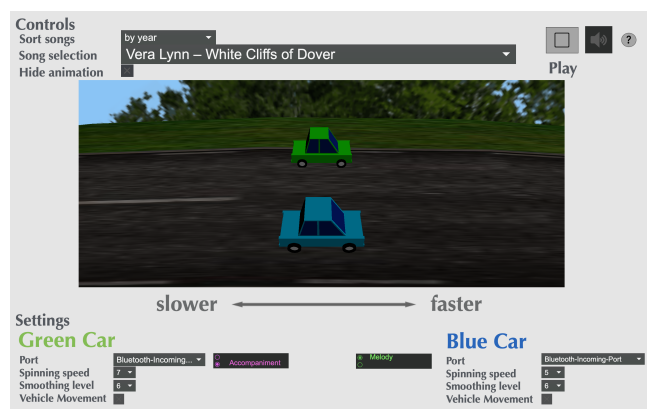 Controls
Sort songs by year
Song selection Vera Lynn – White Cliffs of Dover
Hide animation
?
Play
slower faster
Settings
Green Car
Port Bluetooth-Incoming...
Spinning speed 7
Smoothing level 6
Vehicle Movement
Accompaniment
Melody
Blue Car
Port Bluetooth-Incoming-Port
Spinning speed 5
Smoothing level 6
Vehicle Movement